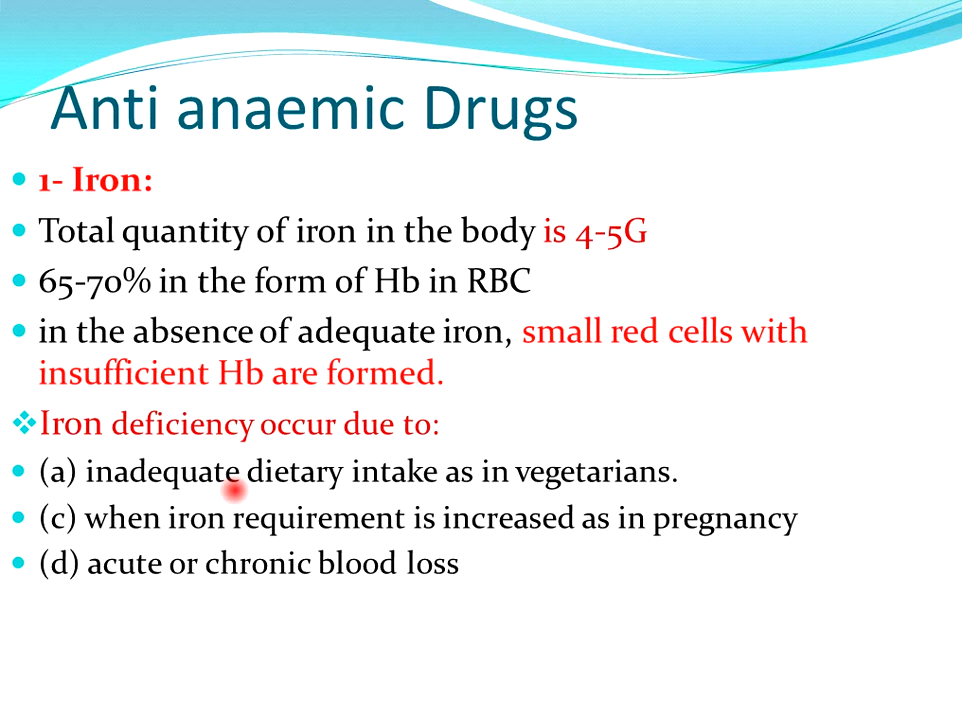 Anti anaemic Drugs
1- Iron:
Total quantity of iron in the body is 4-5G
65-70% in the form of Hb in RBC
in the absence of adequate iron, small red cells with
insufficient Hb are formed.
Iron deficiency occur due to:
(a) inadequate dietary intake as in vegetarians.
(c) when iron requirement is increased as in pregnancy
(d) acute or chronic blood loss